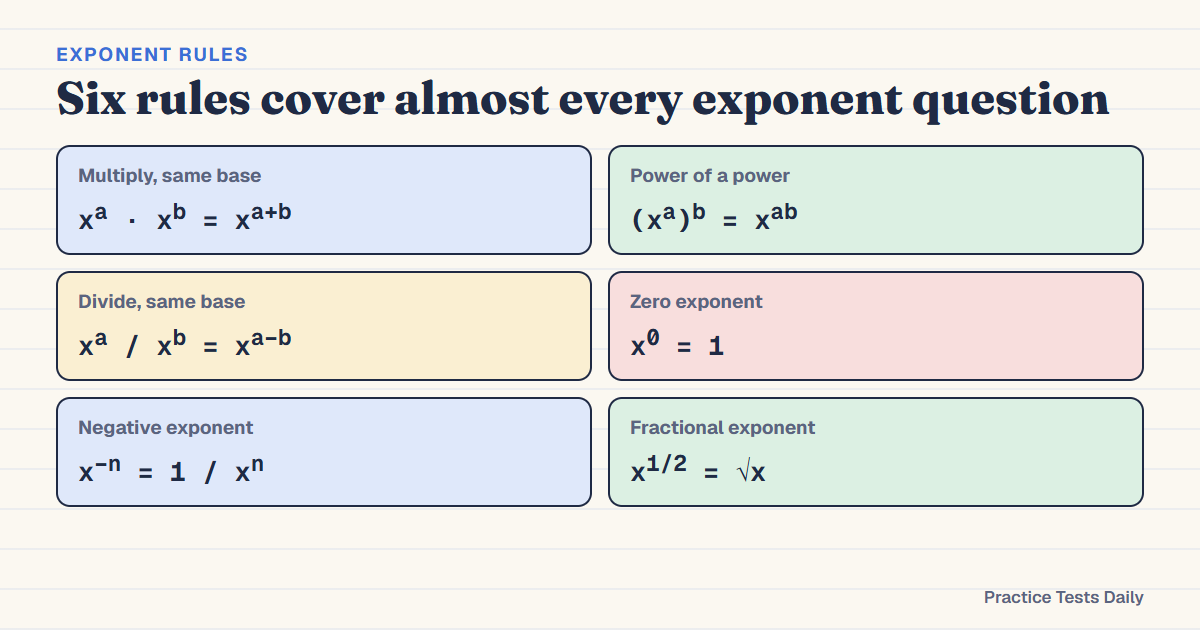 EXPONENT RULES
Six rules cover almost every exponent question
Multiply, same base
xᵃ · xᵇ = xᵃ⁺ᵇ
Power of a power
(xᵃ)ᵇ = xᵃᵇ
Divide, same base
xᵃ / xᵇ = xᵃ⁻ᵇ
Zero exponent
x⁰ = 1
Negative exponent
x⁻ⁿ = 1 / xⁿ
Fractional exponent
x¹ᐟ² = √x
Practice Tests Daily